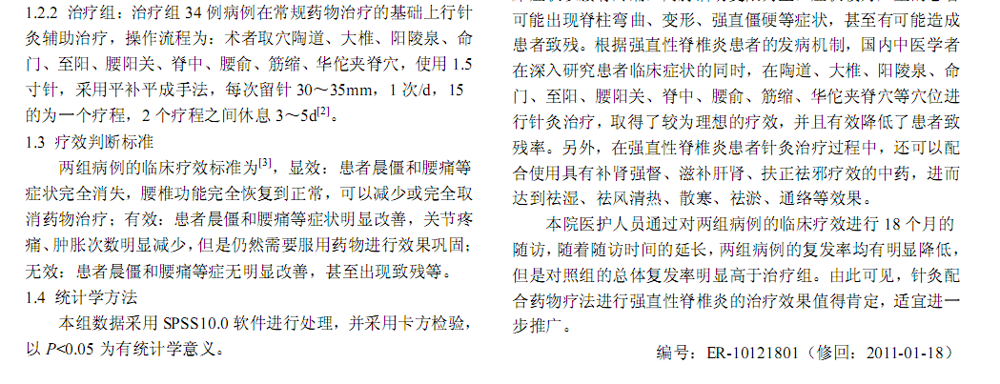 1.2.2 治疗组：治疗组 34 例病例在常规药物治疗的基础上行针
灸辅助治疗，操作流程为：术者取穴陶道、大椎、阳陵泉、命
门、至阳、腰阳关、脊中、腰俞、筋缩、华佗夹脊穴，使用 1.5
寸针，采用平补平成手法，每次留针 30～35mm，1 次/d，15
的为一个疗程，2 个疗程之间休息 3～5d[2]。
1.3 疗效判断标准
两组病例的临床疗效标准为[3]，显效：患者晨僵和腰痛等
症状完全消失，腰椎功能完全恢复到正常，可以减少或完全取
消药物治疗；有效：患者晨僵和腰痛等症状明显改善，关节疼
痛、肿胀次数明显减少，但是仍然需要服用药物进行效果巩固；
无效：患者晨僵和腰痛等症无明显改善，甚至出现致残等。
1.4 统计学方法
本组数据采用 SPSS10.0 软件进行处理，并采用卡方检验，
以 P<0.05 为有统计学意义。
可能出现脊柱弯曲、变形、强直僵硬等症状，甚至有可能造成
患者致残。根据强直性脊椎炎患者的发病机制，国内中医学者
在深入研究患者临床症状的同时，在陶道、大椎、阳陵泉、命
门、至阳、腰阳关、脊中、腰俞、筋缩、华佗夹脊穴等穴位进
行针灸治疗，取得了较为理想的疗效，并且有效降低了患者致
残率。另外，在强直性脊椎炎患者针灸治疗过程中，还可以配
合使用具有补肾强督、滋补肝肾、扶正祛邪疗效的中药，进而
达到祛湿、祛风清热、散寒、祛淤、通络等效果。
本院医护人员通过对两组病例的临床疗效进行 18 个月的
随访，随着随访时间的延长，两组病例的复发率均有明显降低，
但是对照组的总体复发率明显高于治疗组。由此可见，针灸配
合药物疗法进行强直性脊椎炎的治疗效果值得肯定，适宜进一
步推广。
编号：ER-10121801（修回：2011-01-18）